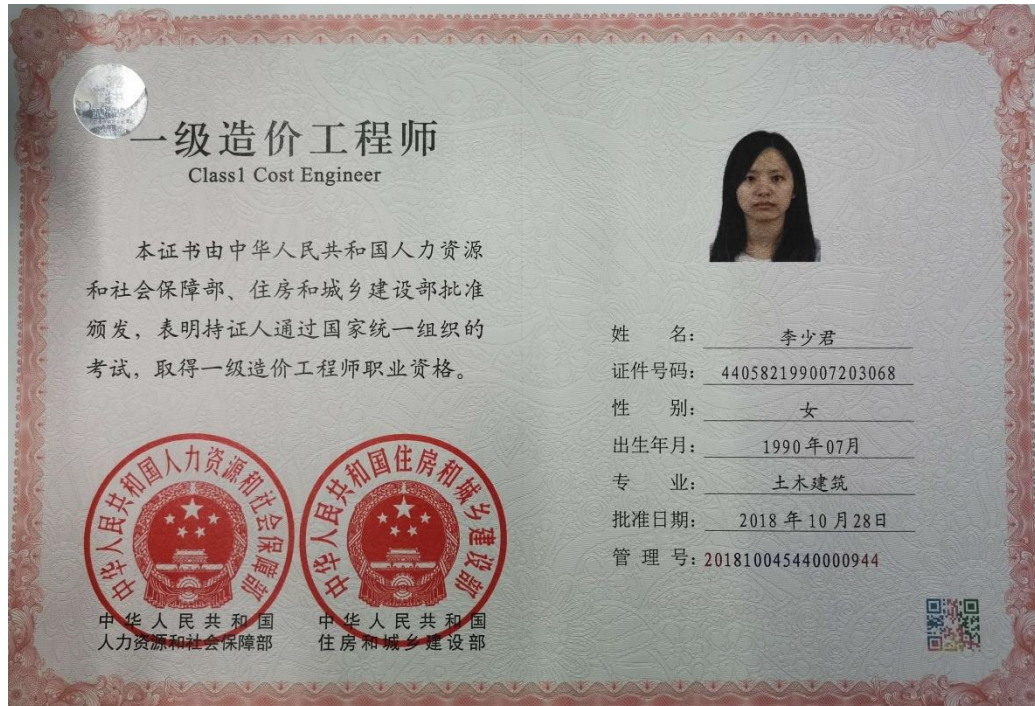 一级造价工程师
Class1 Cost Engineer
本证书由中华人民共和国人力资源
和社会保障部、住房和城乡建设部批准
颁发，表明持证人通过国家统一组织的
考试，取得一级造价工程师职业资格。
中华人民共和国人力资源和社会保障部
中华人民共和国住房和城乡建设部
中华人民共和国
人力资源和社会保障部
中华人民共和国
住房和城乡建设部
姓 名： 李少君
证件号码： 440582199007203068
性 别： 女
出生年月： 1990年07月
专 业： 土木建筑
批准日期： 2018年10月28日
管 理 号：201810045440000944